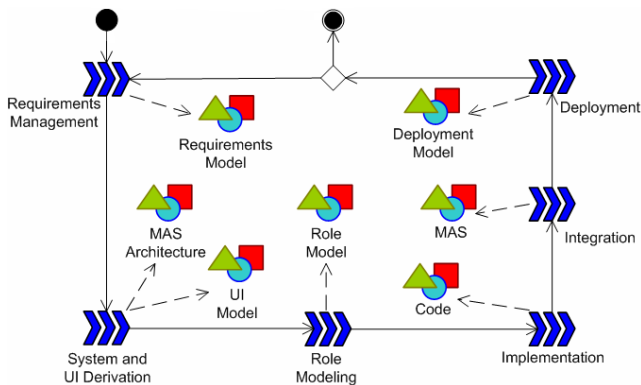 Requirements
Management
Requirements
Model
Deployment
Model
Deployment
MAS
Architecture
Role
Model
MAS
Integration
UI
Model
Code
System and
UI Derivation
Role
Modeling
Implementation